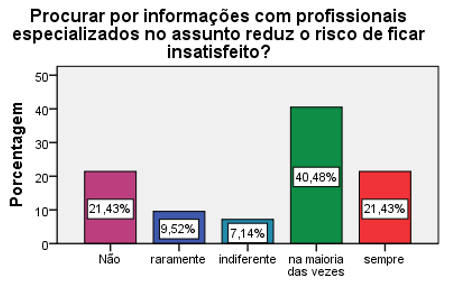 Procurar por informações com profissionais
especializados no assunto reduz o risco de ficar
insatisfeito?
Porcentagem
50
40
30
20
10
0
21,43%
9,52%
7,14%
40,48%
21,43%
Não
raramente
indiferente
na maioria
das vezes
sempre